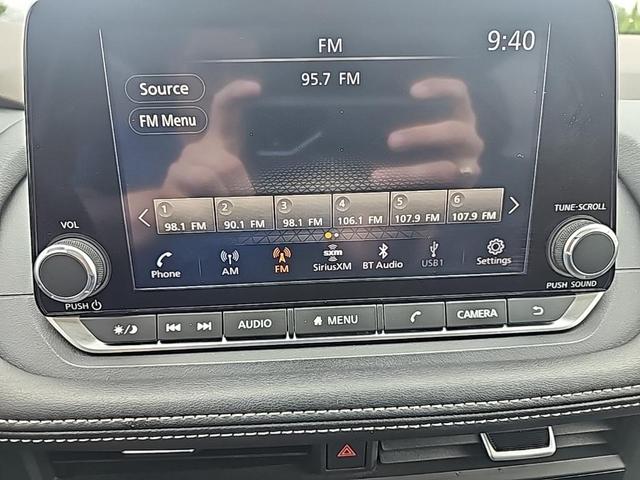 FM
9:40
95.7 FM
Source
FM Menu
1 98.1 FM
2 90.1 FM
3 98.1 FM
4 106.1 FM
5 107.9 FM
6 107.9 FM
Phone
AM
FM
SXM
SiriusXM
BT Audio
USB1
Settings
VOL
PUSH
TUNE·SCROLL
PUSH SOUND
AUDIO
MENU
CAMERA